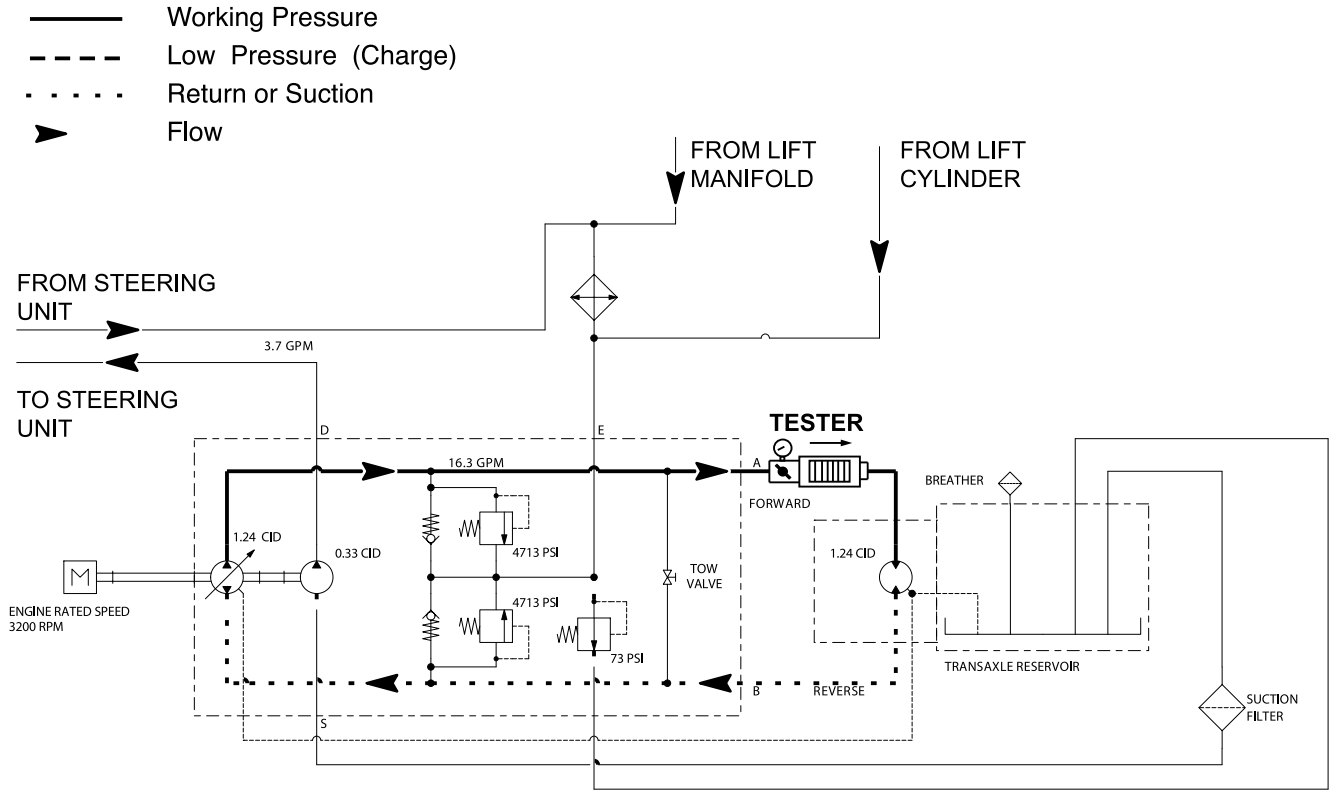 Working Pressure
Low Pressure (Charge)
Return or Suction
Flow
FROM LIFT
MANIFOLD
FROM LIFT
CYLINDER
FROM STEERING
UNIT
3.7 GPM
TO STEERING
UNIT
D
E
TESTER
16.3 GPM
A
FORWARD
BREATHER
1.24 CID
0.33 CID
4713 PSI
1.24 CID
M
TOW
VALVE
ENGINE RATED SPEED
3200 RPM
4713 PSI
73 PSI
TRANSAXLE RESERVOIR
B
REVERSE
SUCTION
FILTER
S